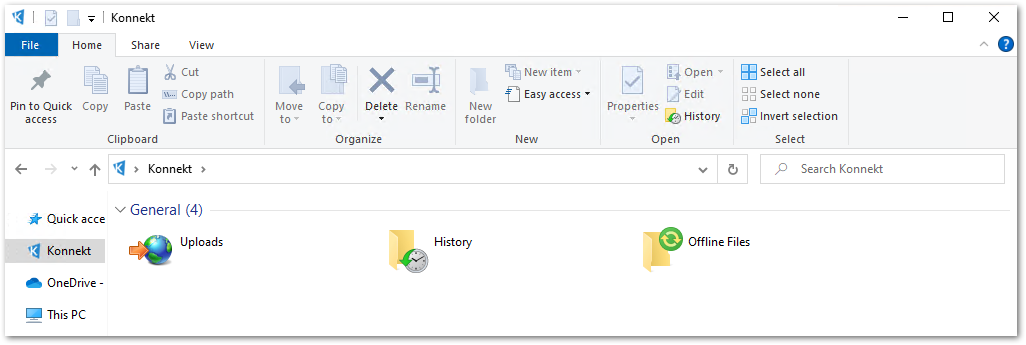 Konnekt
File Home Share View
Pin to Quick access
Copy
Paste
Cut
Copy path
Paste shortcut
Clipboard
Move to
Copy to
Delete
Rename
Organize
New folder
New item
Easy access
New
Properties
Open
Edit
History
Open
Select all
Select none
Invert selection
Select
Konnekt
Search Konnekt
Quick acce
Konnekt
OneDrive -
This PC
General (4)
Uploads
History
Offline Files